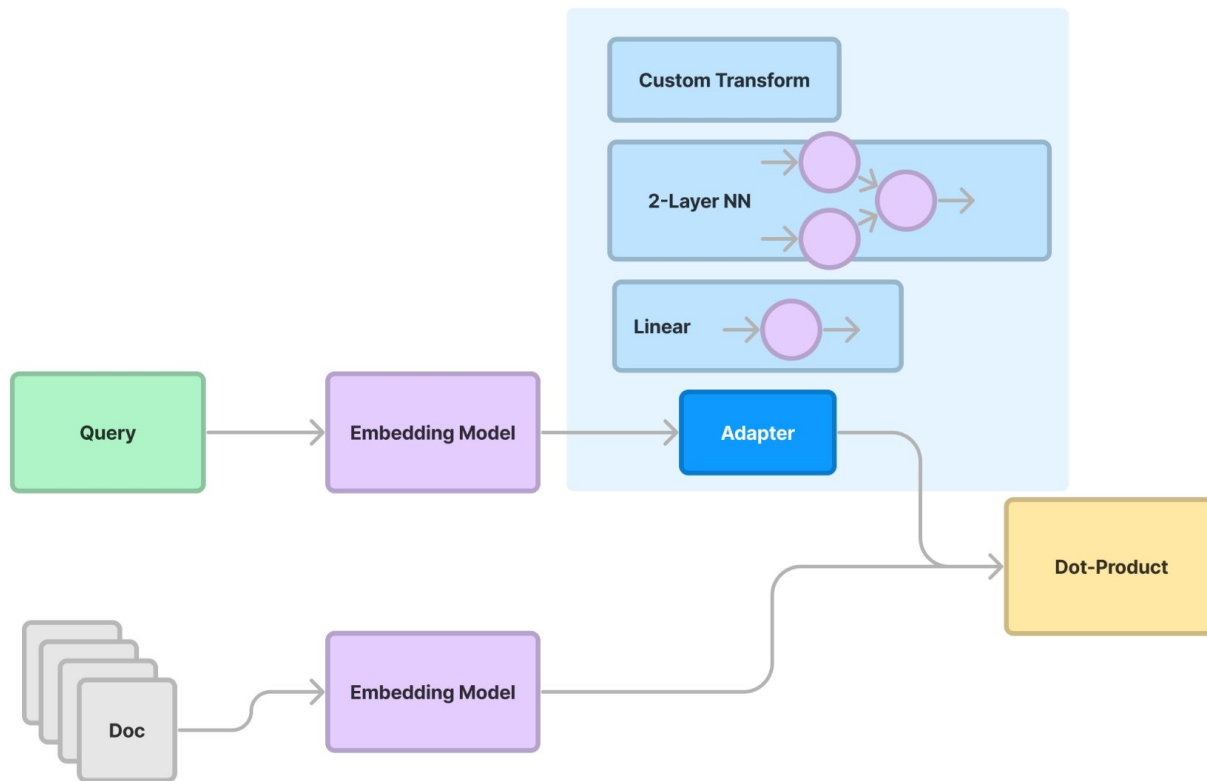 Custom Transform
2-Layer NN
Linear
Query
Embedding Model
Adapter
Dot-Product
Doc
Embedding Model